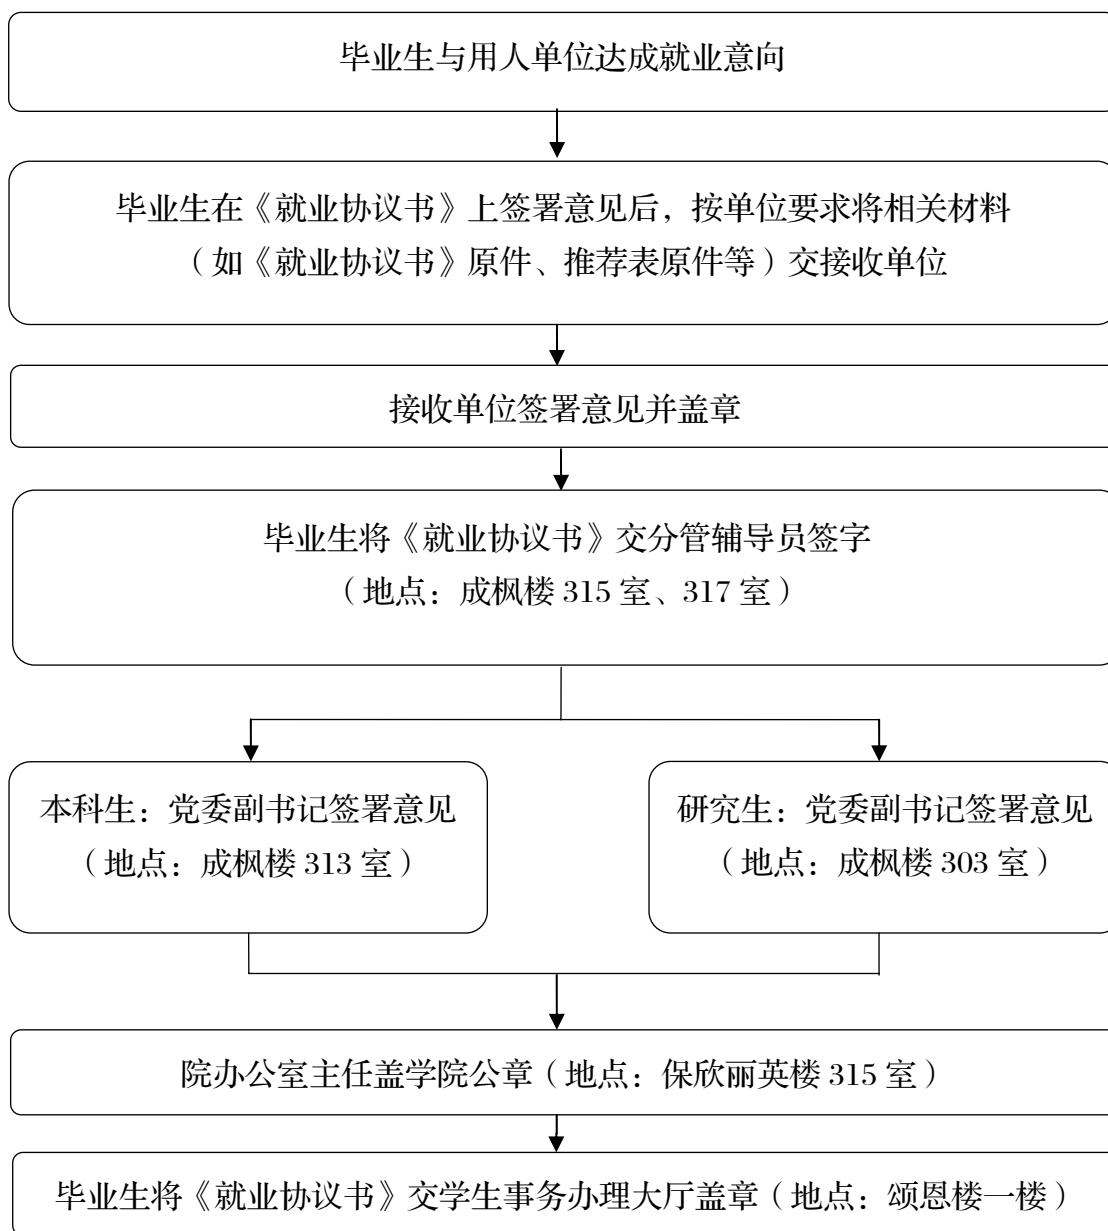 毕业生与用人单位达成就业意向
毕业生在《就业协议书》上签署意见后，按单位要求将相关材料
（如《就业协议书》原件、推荐表原件等）交接收单位
接收单位签署意见并盖章
毕业生将《就业协议书》交分管辅导员签字
（地点：成枫楼 315 室、317 室）
本科生：党委副书记签署意见
（地点：成枫楼 313 室）
研究生：党委副书记签署意见
（地点：成枫楼 303 室）
院办公室主任盖学院公章（地点：保欣丽英楼 315 室）
毕业生将《就业协议书》交学生事务办理大厅盖章（地点：颂恩楼一楼）